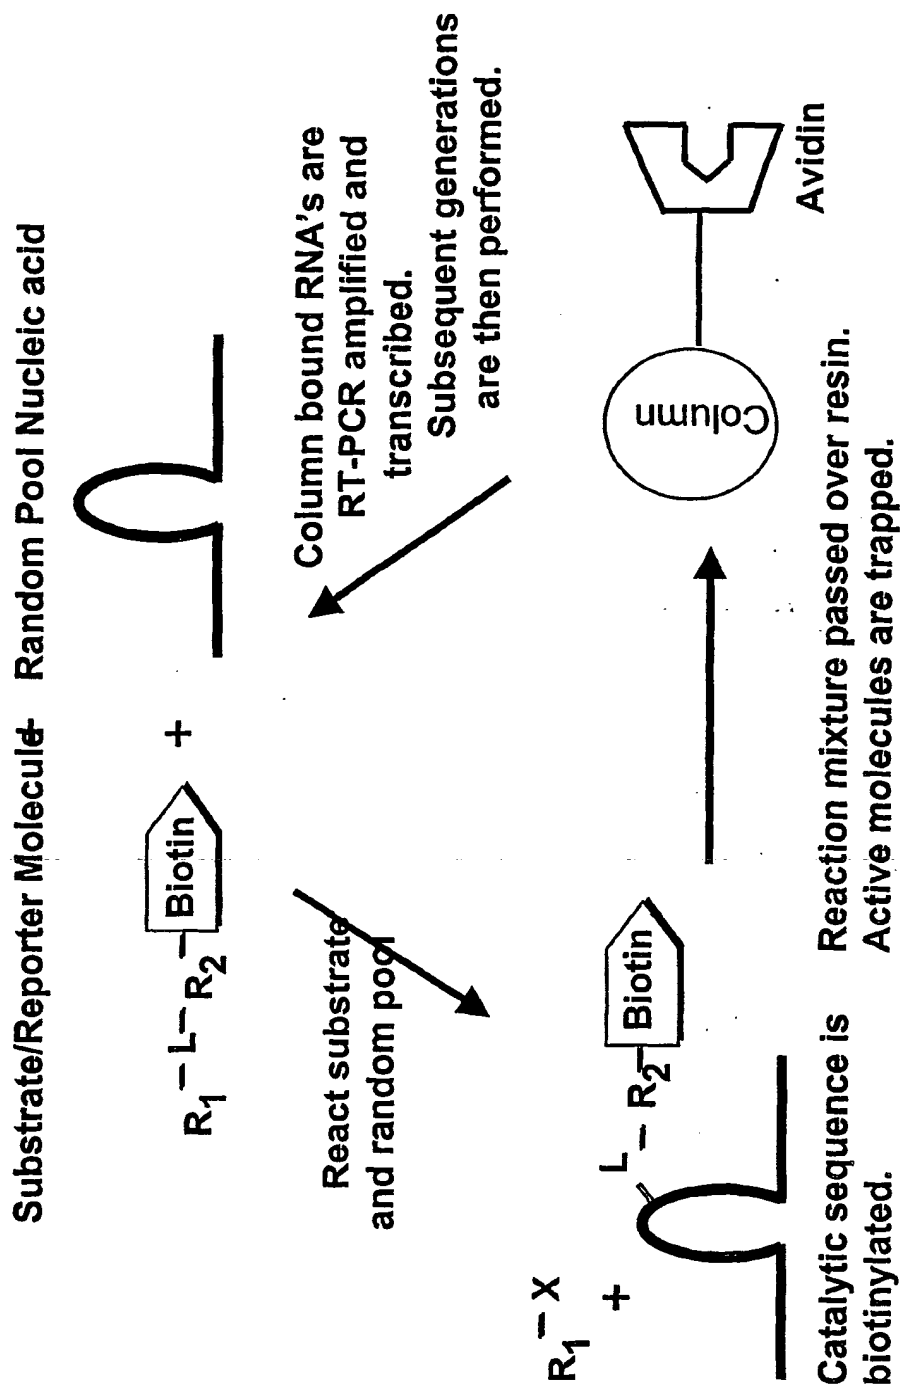 Substrate/Reporter Molecule + Random Pool Nucleic acid
R1 – L – R2 – Biotin +
React substrate
and random pool
Column bound RNA's are
RT-PCR amplified and
transcribed.
Subsequent generations
are then performed.
R1 – X
+
L – R2 – Biotin
Column
Avidin
Catalytic sequence is
biotinylated.
Reaction mixture passed over resin.
Active molecules are trapped.